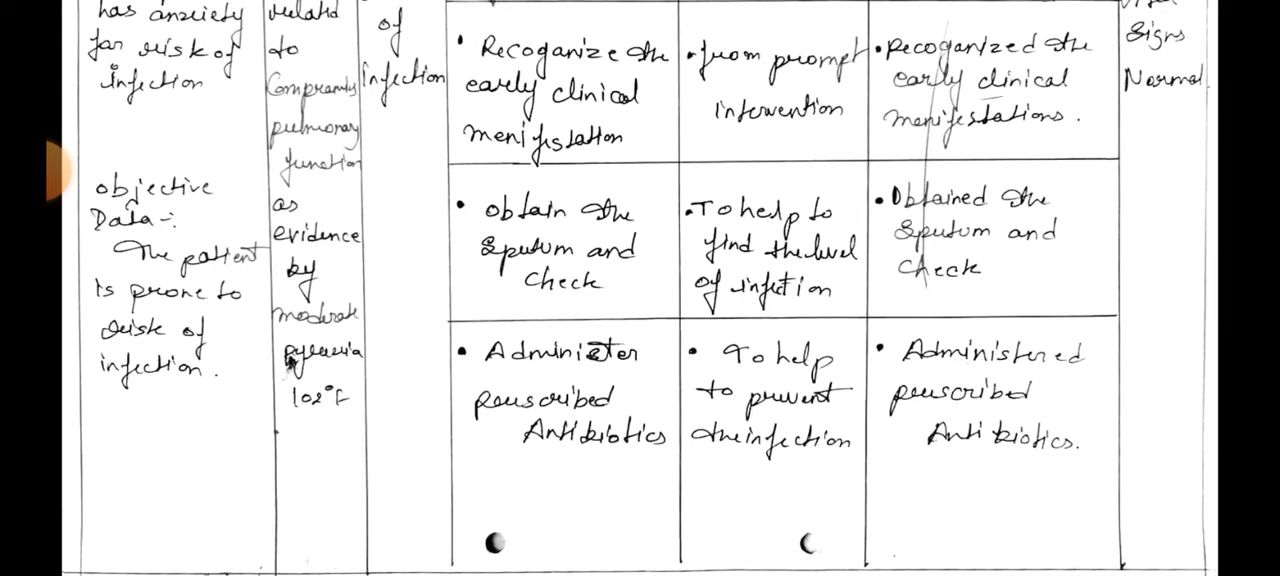 has anxiety
for risk of
infection
objective
Data-:
The patient
is prone to
risk of
infection.
related
to
Compromis
pulmonary
function
as
evidence
by
moderate
pyrexia
102°F
of
infection
• Recoganize the
early clinical
menifestation
• obtain the
Sputum and
Check
• Administer
prescribed
Antibiotics
• from prompt
intervention
• To help to
find the level
of infection
• To help
to prevent
the infection
• Recoganized the
early clinical
menifestations.
• Obtained the
Sputum and
Check
• Administered
prescribed
Antibiotics.
Signs
Normal.